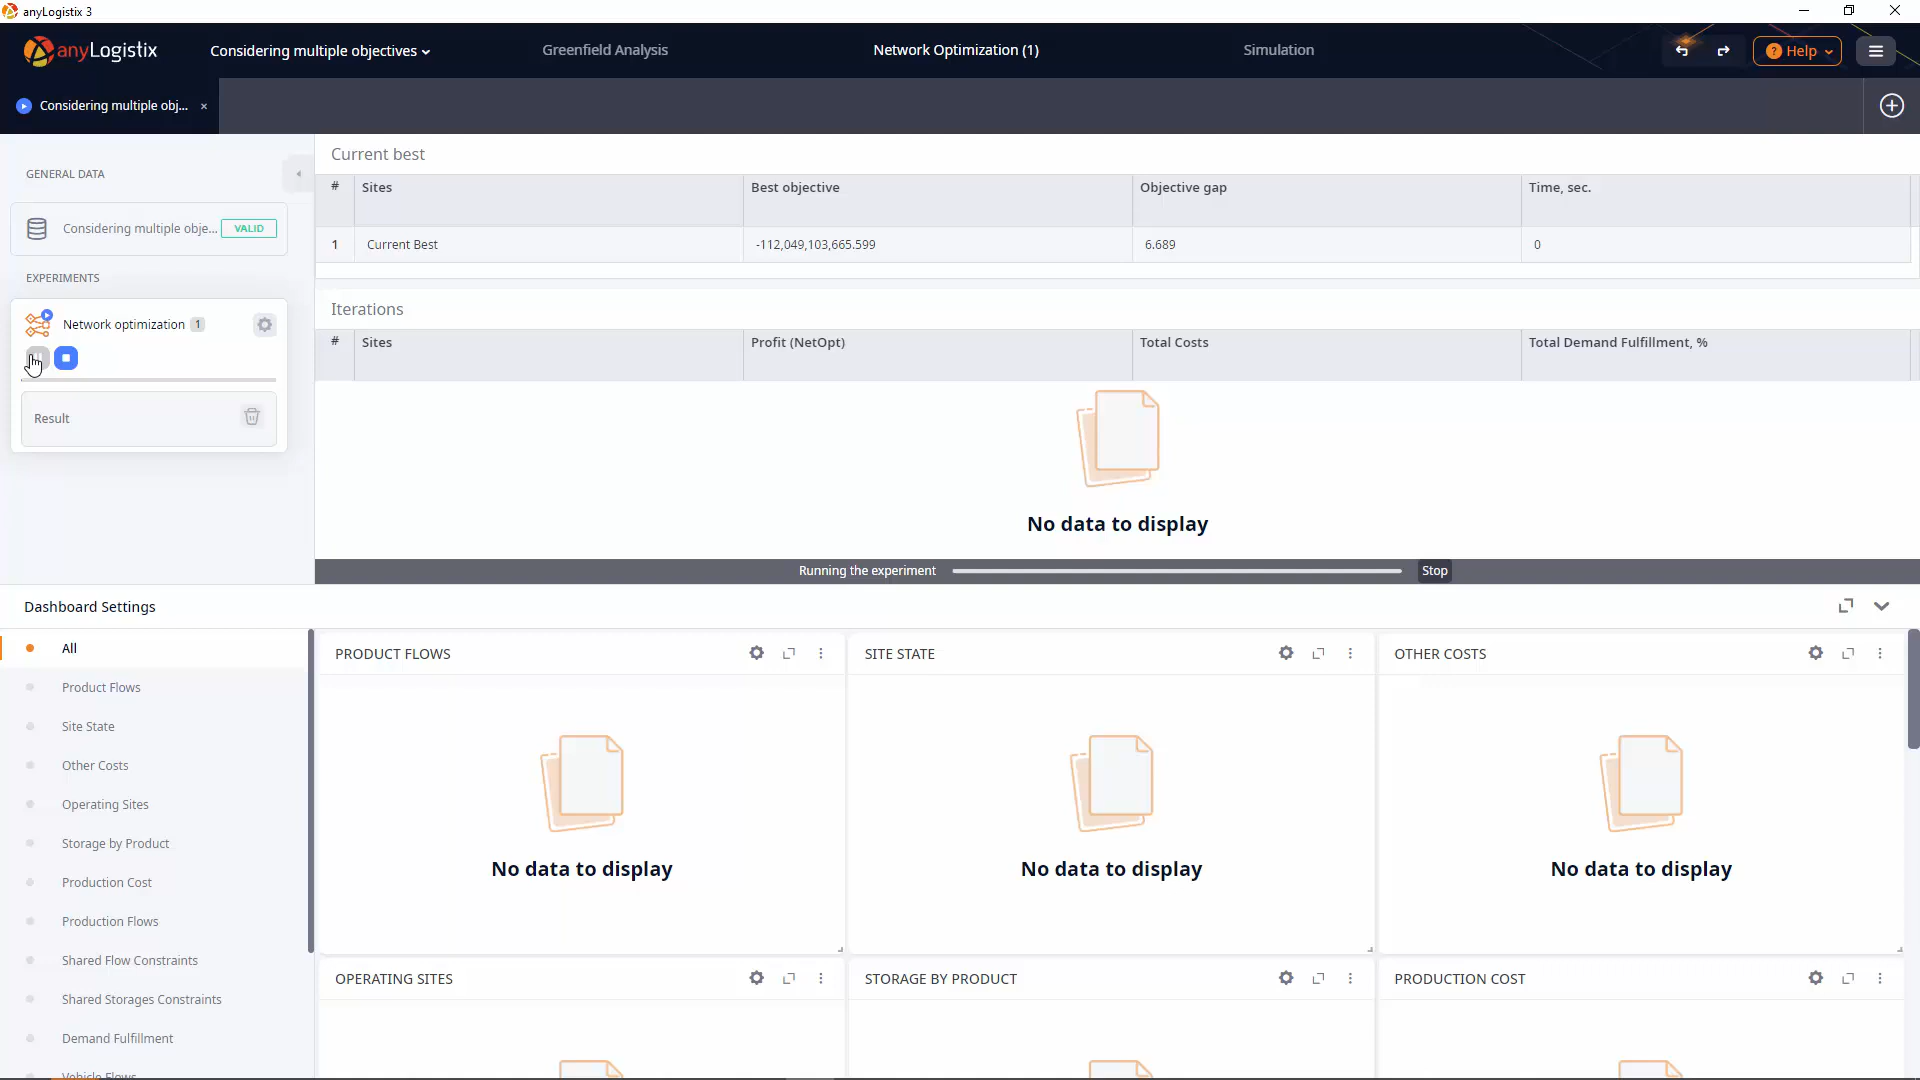 anyLogistix 3
anyLogistix
Considering multiple objectives
Greenfield Analysis
Network Optimization (1)
Simulation
? Help
Considering multiple obj... ×
GENERAL DATA
Considering multiple obje... VALID
EXPERIMENTS
Network optimization 1
Result
Current best
# Sites Best objective Objective gap Time, sec.
1 Current Best -112,049,103,665.599 6.689 0
Iterations
# Sites Profit (NetOpt) Total Costs Total Demand Fulfillment, %
No data to display
Running the experiment Stop
Dashboard Settings
All
Product Flows
Site State
Other Costs
Operating Sites
Storage by Product
Production Cost
Production Flows
Shared Flow Constraints
Shared Storages Constraints
Demand Fulfillment
Vehicle Flows
PRODUCT FLOWS
No data to display
SITE STATE
No data to display
OTHER COSTS
No data to display
OPERATING SITES
STORAGE BY PRODUCT
PRODUCTION COST